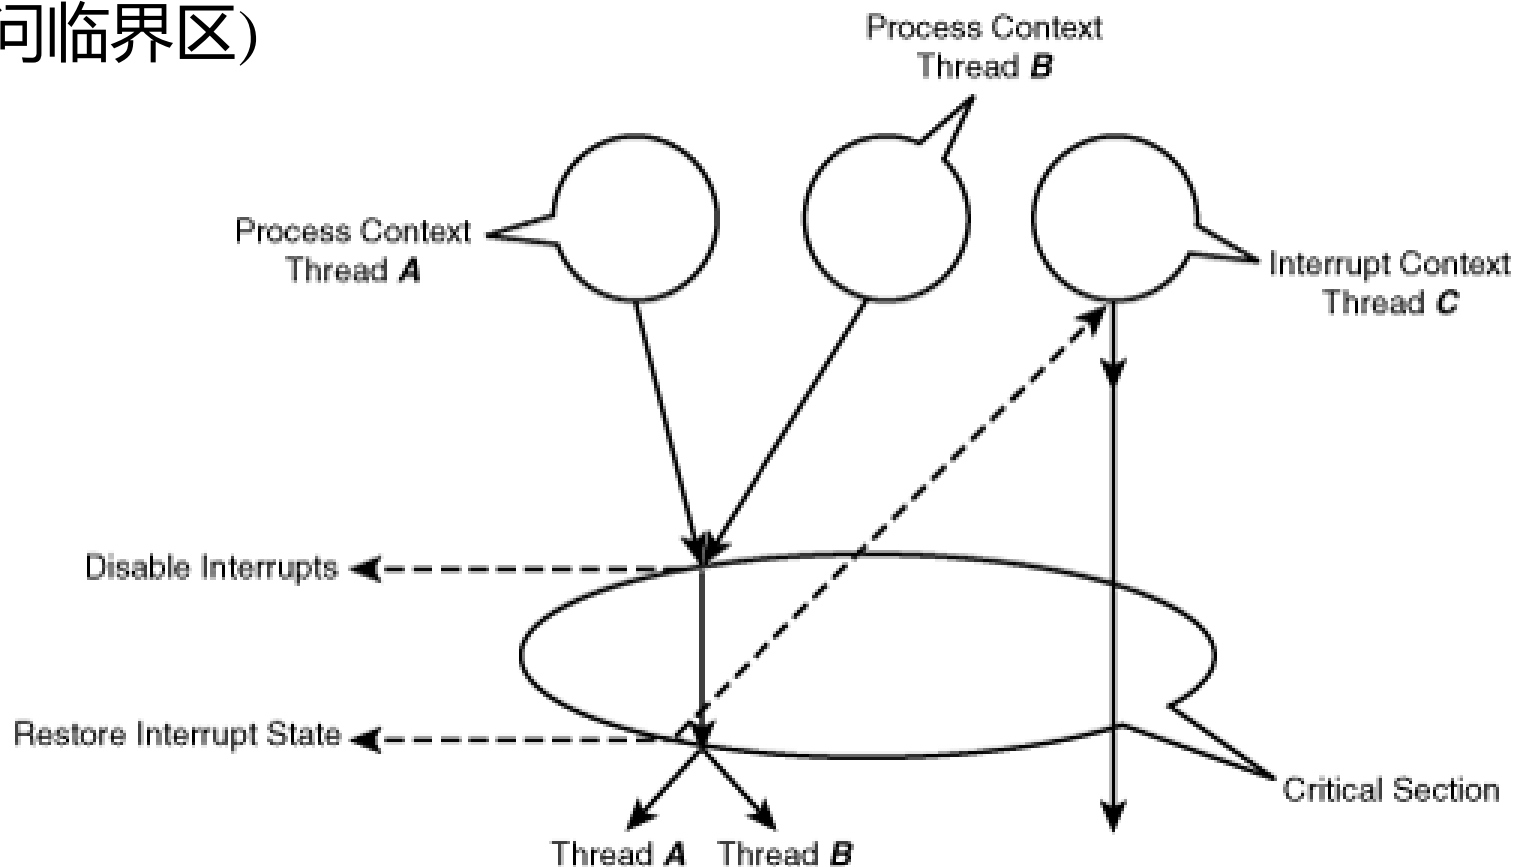 问临界区)
Process Context
Thread B
Process Context
Thread A
Interrupt Context
Thread C
Disable Interrupts
Restore Interrupt State
Critical Section
Thread A Thread B